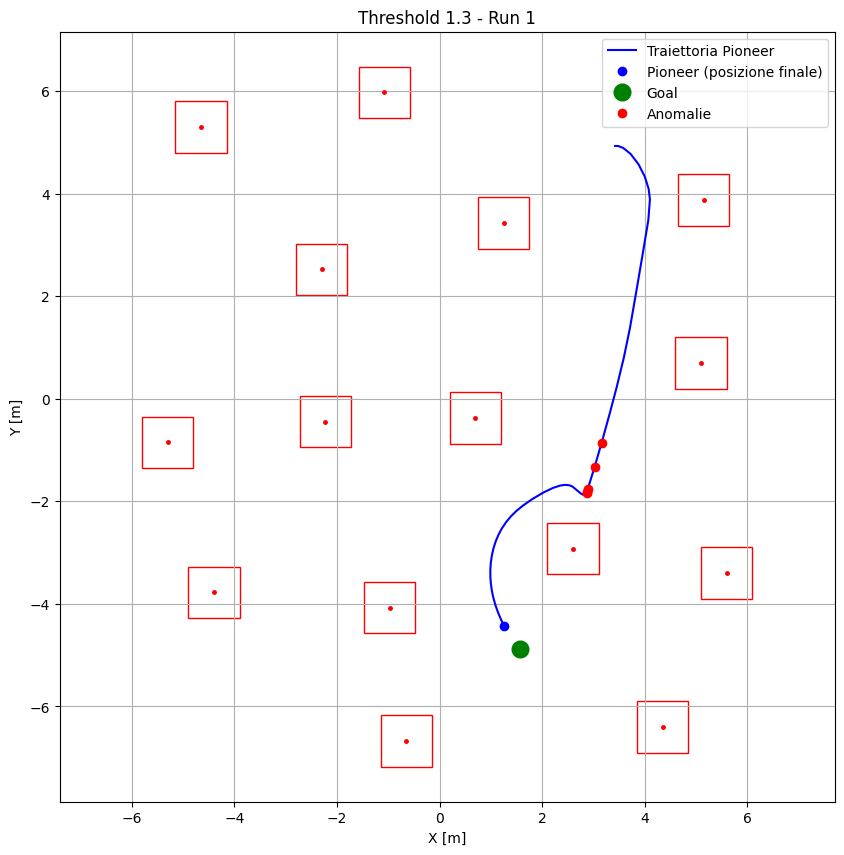 Threshold 1.3 - Run 1
Traiettoria Pioneer
Pioneer (posizione finale)
Goal
Anomalie
6
4
2
0
−2
−4
−6
Y [m]
−6 −4 −2 0 2 4 6
X [m]